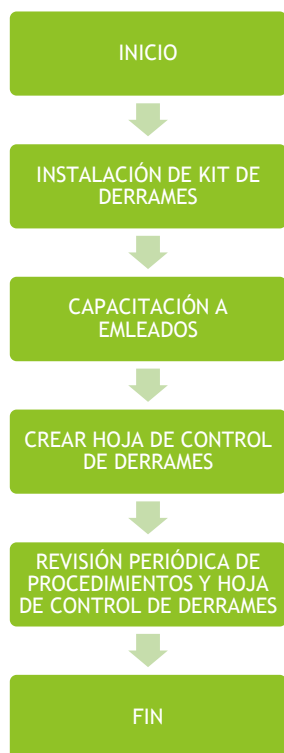 INICIO
INSTALACIÓN DE KIT DE
DERRAMES
CAPACITACIÓN A
EMLEADOS
CREAR HOJA DE CONTROL
DE DERRAMES
REVISIÓN PERIÓDICA DE
PROCEDIMIENTOS Y HOJA
DE CONTROL DE DERRAMES
FIN